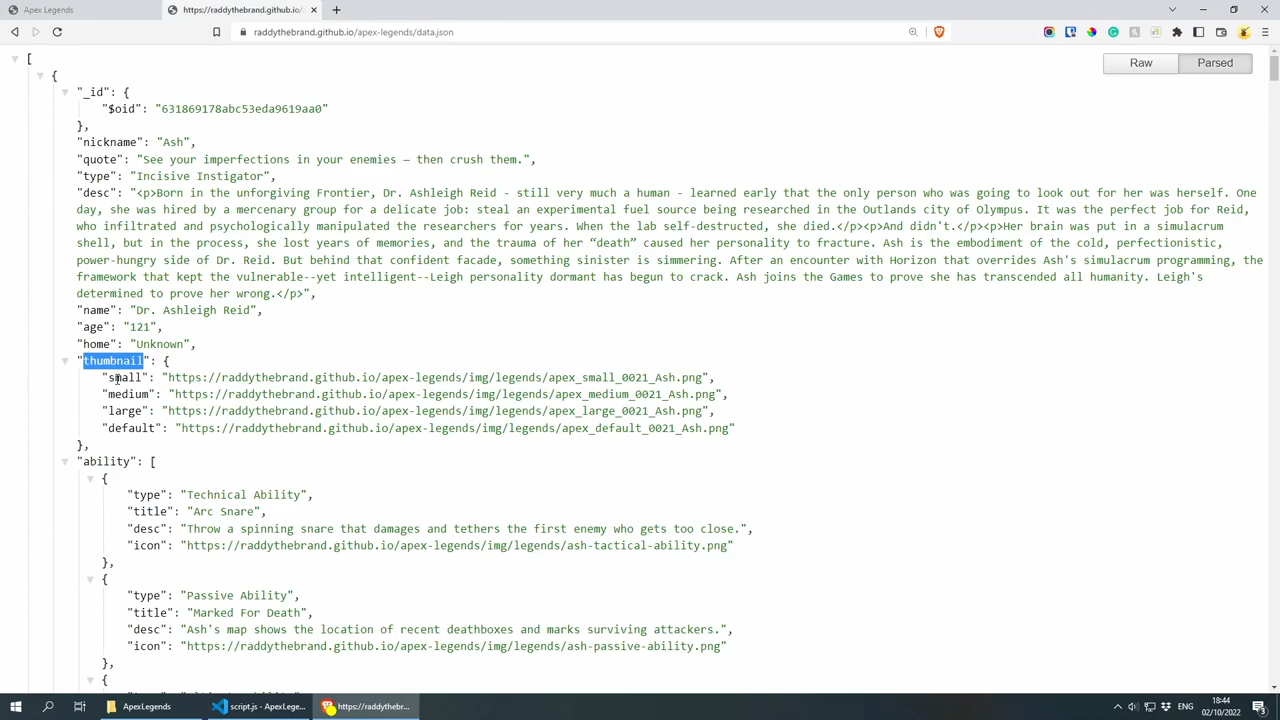 Apex Legends
https://raddythebrand.github.io/
raddythebrand.github.io/apex-legends/data.json
Raw
Parsed
[
{
"_id": {
"$oid": "631869178abc53eda9619aa0"
},
"nickname": "Ash",
"quote": "See your imperfections in your enemies – then crush them.",
"type": "Incisive Instigator",
"desc": "<p>Born in the unforgiving Frontier, Dr. Ashleigh Reid - still very much a human - learned early that the only person who was going to look out for her was herself. One
day, she was hired by a mercenary group for a delicate job: steal an experimental fuel source being researched in the Outlands city of Olympus. It was the perfect job for Reid,
who infiltrated and psychologically manipulated the researchers for years. When the lab self-destructed, she died.</p><p>And didn't.</p><p>Her brain was put in a simulacrum
shell, but in the process, she lost years of memories, and the trauma of her “death” caused her personality to fracture. Ash is the embodiment of the cold, perfectionistic,
power-hungry side of Dr. Reid. But behind that confident facade, something sinister is simmering. After an encounter with Horizon that overrides Ash's simulacrum programming, the
framework that kept the vulnerable--yet intelligent--Leigh personality dormant has begun to crack. Ash joins the Games to prove she has transcended all humanity. Leigh's
determined to prove her wrong.</p>",
"name": "Dr. Ashleigh Reid",
"age": "121",
"home": "Unknown",
"thumbnail": {
"small": "https://raddythebrand.github.io/apex-legends/img/legends/apex_small_0021_Ash.png",
"medium": "https://raddythebrand.github.io/apex-legends/img/legends/apex_medium_0021_Ash.png",
"large": "https://raddythebrand.github.io/apex-legends/img/legends/apex_large_0021_Ash.png",
"default": "https://raddythebrand.github.io/apex-legends/img/legends/apex_default_0021_Ash.png"
},
"ability": [
{
"type": "Technical Ability",
"title": "Arc Snare",
"desc": "Throw a spinning snare that damages and tethers the first enemy who gets too close.",
"icon": "https://raddythebrand.github.io/apex-legends/img/legends/ash-tactical-ability.png"
},
{
"type": "Passive Ability",
"title": "Marked For Death",
"desc": "Ash's map shows the location of recent deathboxes and marks surviving attackers.",
"icon": "https://raddythebrand.github.io/apex-legends/img/legends/ash-passive-ability.png"
},
{
ApexLegends
script.js - ApexLege...
https://raddythebr...
ENG
18:44
02/10/2022